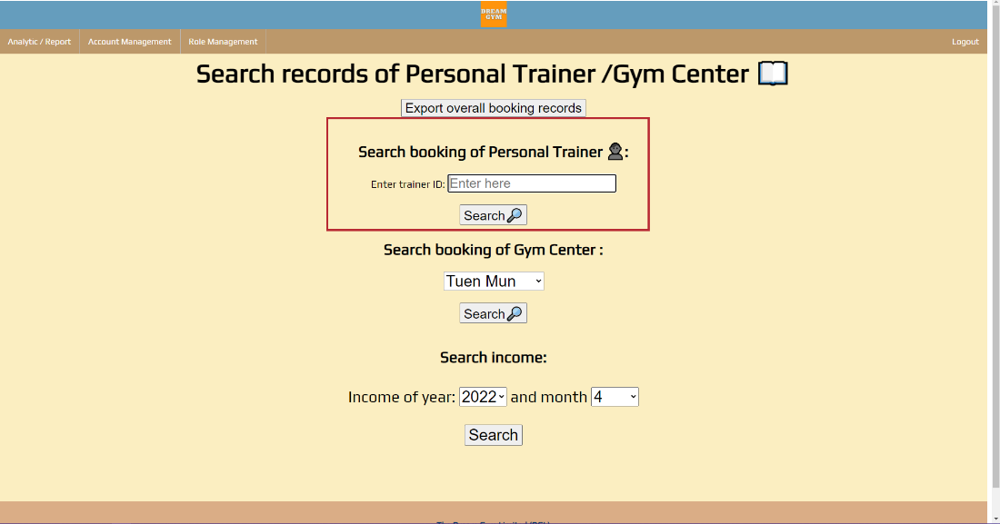 DREAM
GYM
Analytic / Report Account Management Role Management Logout
Search records of Personal Trainer /Gym Center
Export overall booking records
Search booking of Personal Trainer :
Enter trainer ID: Enter here
Search
Search booking of Gym Center :
Tuen Mun
Search
Search income:
Income of year: 2022 and month 4
Search